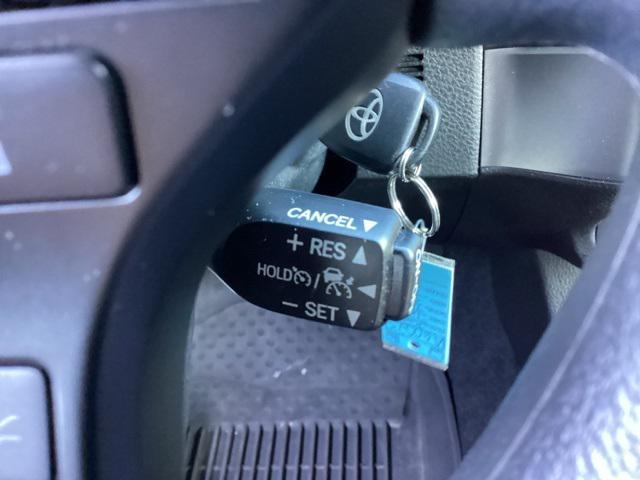 CANCEL ▼
+ RES ▲
HOLD / ◀
− SET ▼